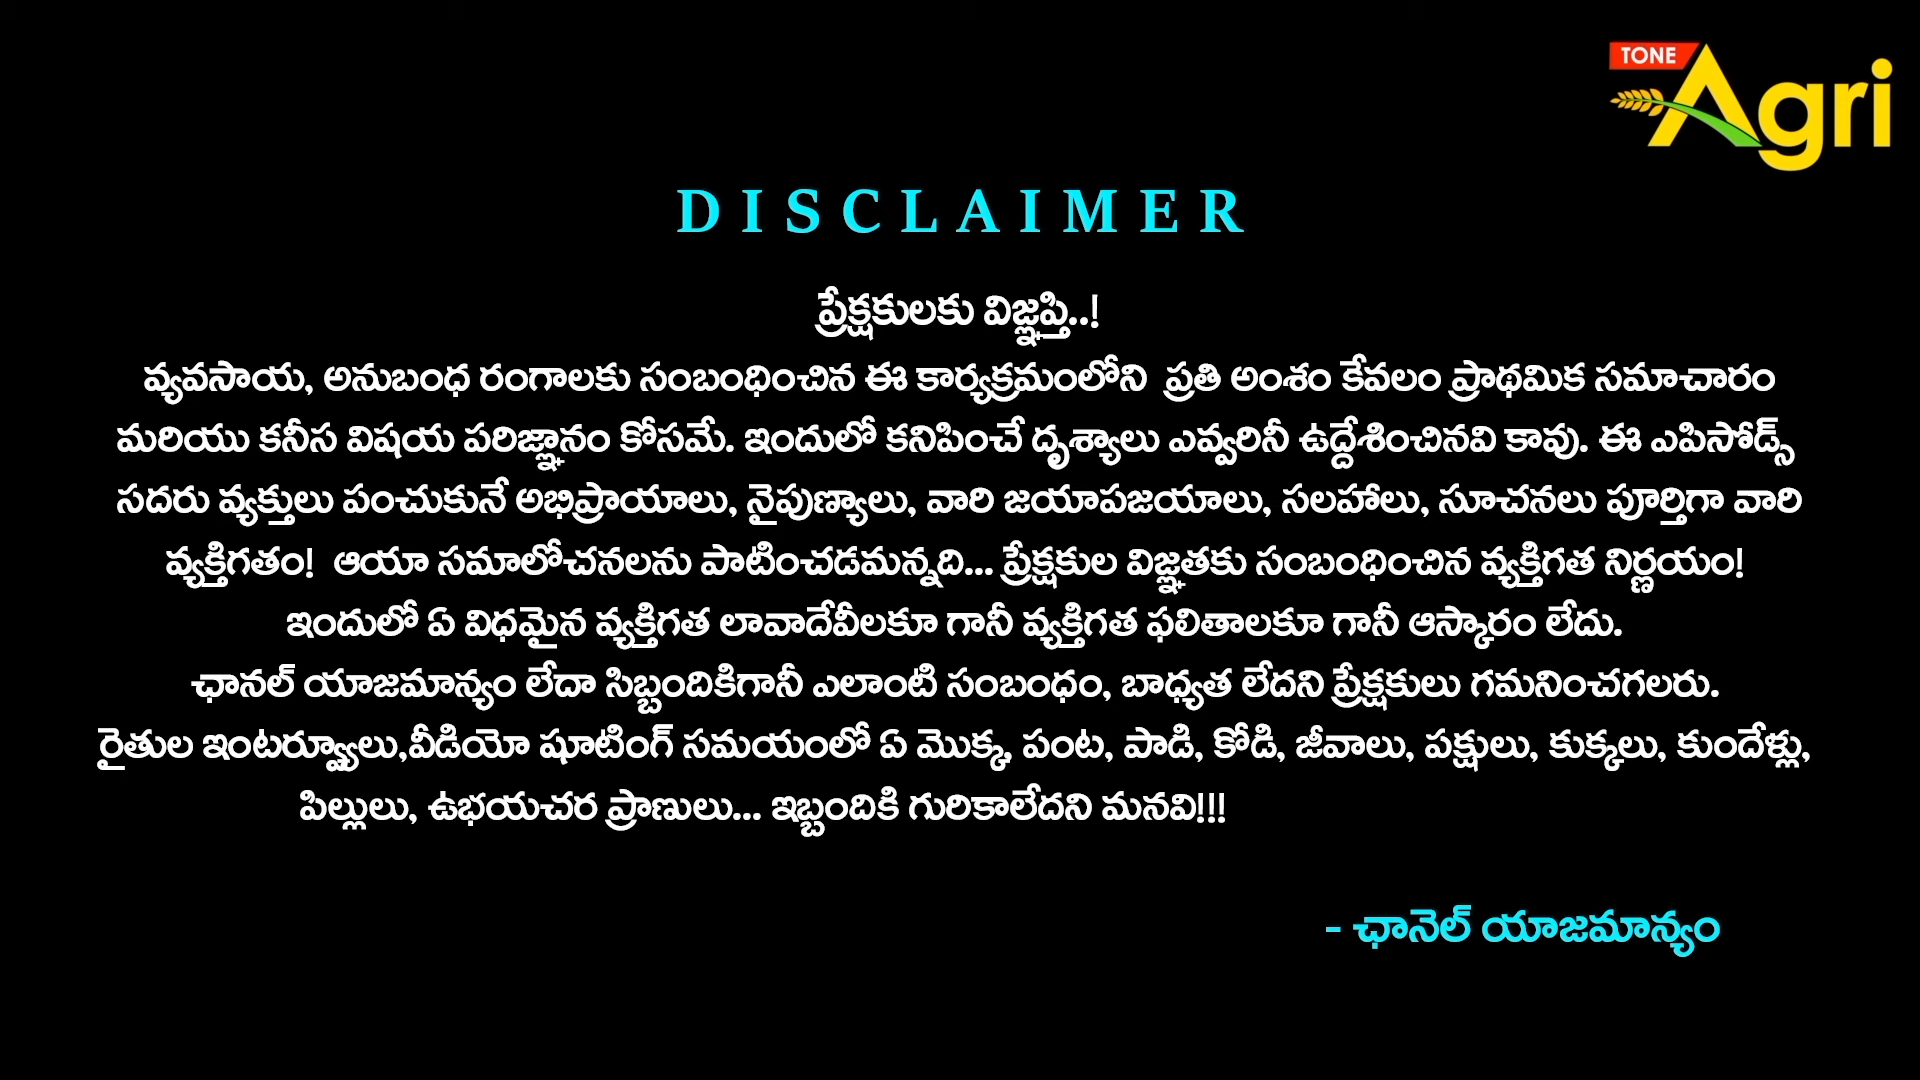 TONE
Agri
DISCLAIMER
ప్రేక్షకులకు విజ్ఞప్తి..!
వ్యవసాయ, అనుబంధ రంగాలకు సంబంధించిన ఈ కార్యక్రమంలోని ప్రతి అంశం కేవలం ప్రాథమిక సమాచారం
మరియు కనీస విషయ పరిజ్ఞానం కోసమే. ఇందులో కనిపించే దృశ్యాలు ఎవ్వరినీ ఉద్దేశించినవి కావు. ఈ ఎపిసోడ్స్
సదరు వ్యక్తులు పంచుకునే అభిప్రాయాలు, నైపుణ్యాలు, వారి జయాపజయాలు, సలహాలు, సూచనలు పూర్తిగా వారి
వ్యక్తిగతం! ఆయా సమాలోచనలను పాటించడమన్నది... ప్రేక్షకుల విజ్ఞతకు సంబంధించిన వ్యక్తిగత నిర్ణయం!
ఇందులో ఏ విధమైన వ్యక్తిగత లావాదేవీలకూ గానీ వ్యక్తిగత ఫలితాలకూ గానీ ఆస్కారం లేదు.
ఛానల్ యాజమాన్యం లేదా సిబ్బందికిగానీ ఎలాంటి సంబంధం, బాధ్యత లేదని ప్రేక్షకులు గమనించగలరు.
రైతుల ఇంటర్వ్యూలు,వీడియో షూటింగ్ సమయంలో ఏ మొక్క, పంట, పాడి, కోడి, జీవాలు, పక్షులు, కుక్కలు, కుందేళ్లు,
పిల్లులు, ఉభయచర ప్రాణులు... ఇబ్బందికి గురికాలేదని మనవి!!!
- ఛానెల్ యాజమాన్యం